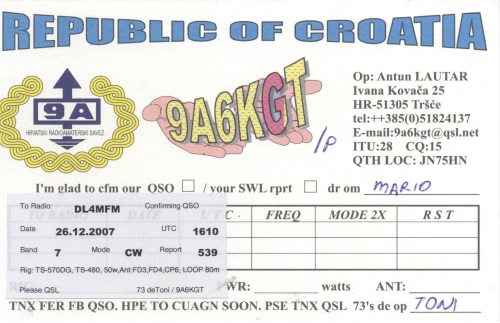 REPUBLIC OF CROATIA
9A
HRVATSKI RADIOAMATERSKI SAVEZ
9A6KGT
/P
Op: Antun LAUTAR
Ivana Kovača 25
HR-51305 Tršće
tel:++385(0)51824137
E-mail:9a6kgt@qsl.net
ITU:28 CQ:15
QTH LOC: JN75HN
I'm glad to cfm our QSO / your SWL rprt dr om MARIO
TO RADIO DATE UTC FREQ MODE 2X RST
To Radio: DL4MFM Confirming QSO
Date 26.12.2007 UTC 1610
Band 7 Mode CW Report 539
Rig: TS-570DG, TS-480, 50w,Ant:FD3,FD4,CP6, LOOP 80m
Please QSL 73 deToni / 9A6KGT
PWR: watts ANT:
TNX FER FB QSO. HPE TO CUAGN SOON. PSE TNX QSL 73's de op TONI